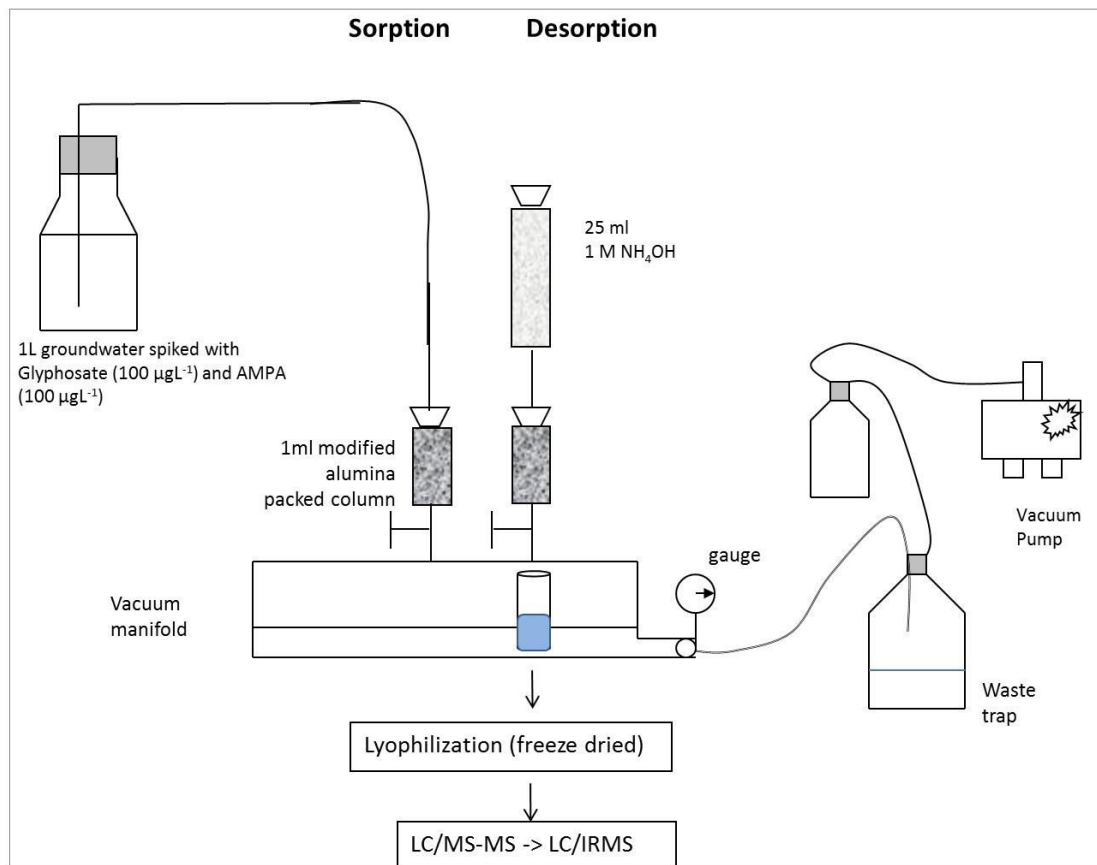 Sorption Desorption
25 ml
1 M NH₄OH
1L groundwater spiked with
Glyphosate (100 µgL⁻¹) and AMPA
(100 µgL⁻¹)
1ml modified
alumina
packed column
Vacuum
Pump
gauge
Vacuum
manifold
Waste
trap
Lyophilization (freeze dried)
LC/MS-MS -> LC/IRMS